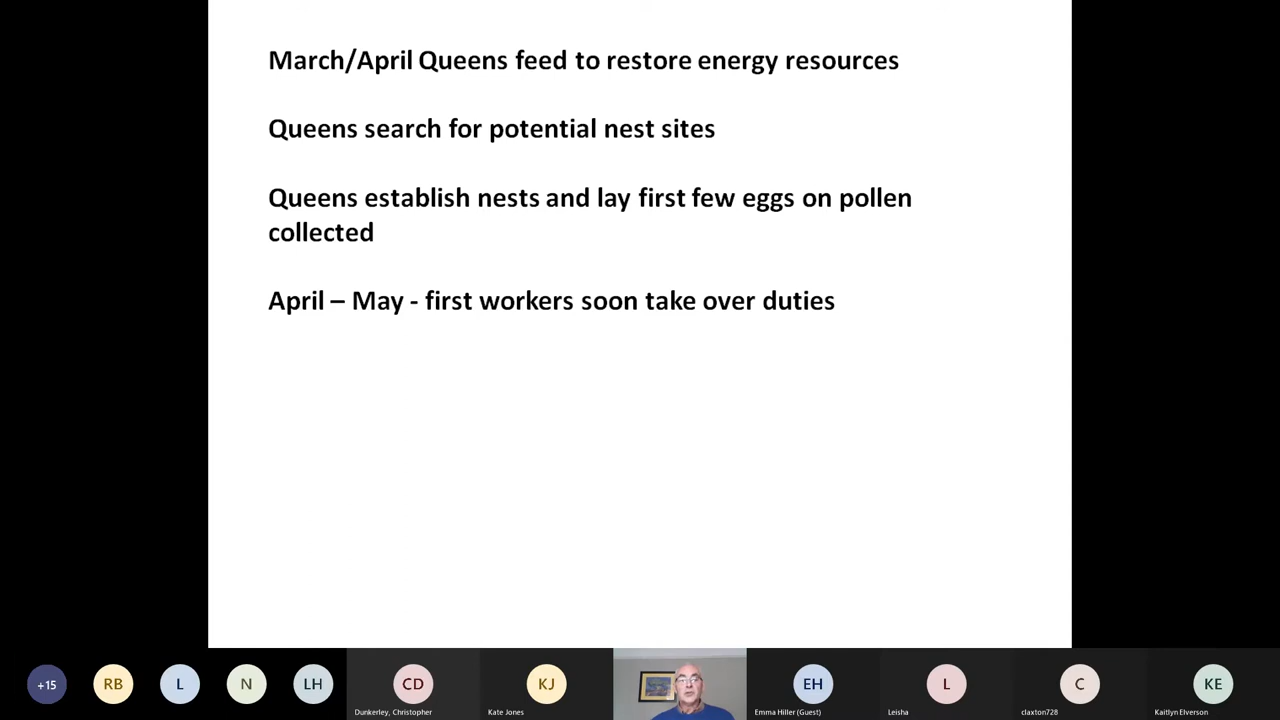 March/April Queens feed to restore energy resources
Queens search for potential nest sites
Queens establish nests and lay first few eggs on pollen
collected
April – May - first workers soon take over duties
+15
RB
L
N
LH
CD
KJ
EH
L
C
KE
Dunkerley, Christopher
Kate Jones
Emma Hiller (Guest)
Leisha
claxton728
Kaitlyn Elverson